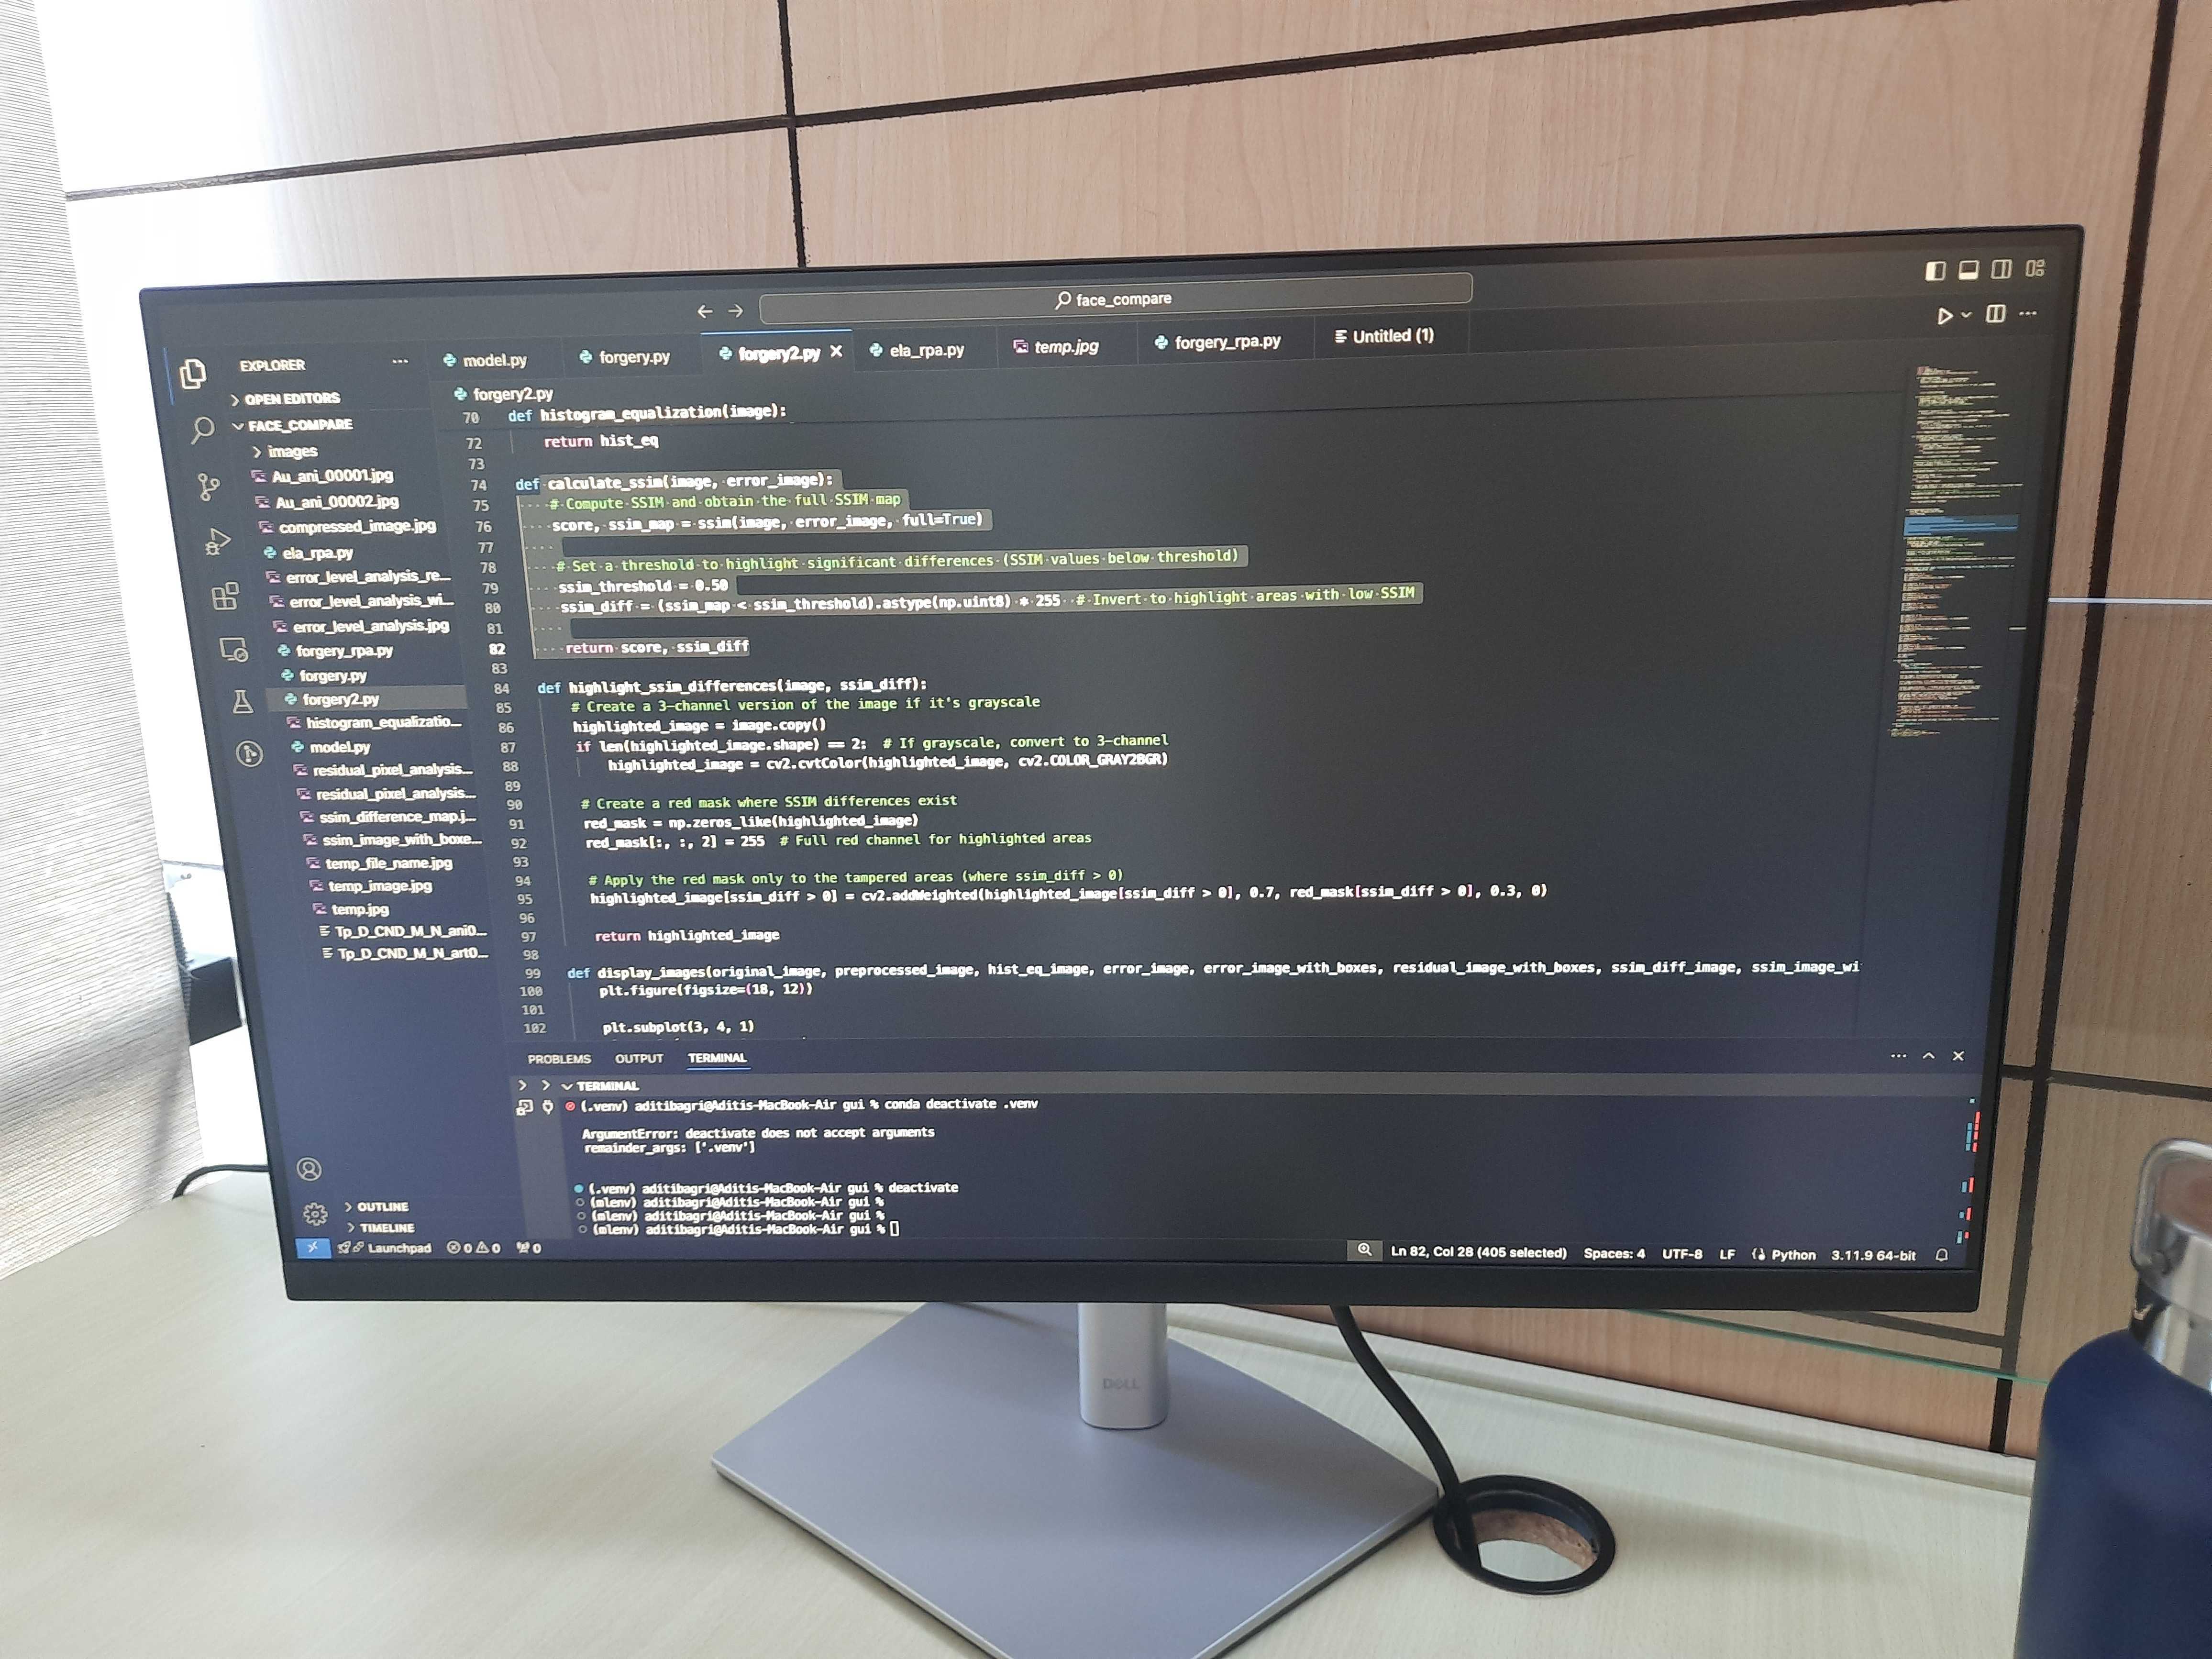 face_compare
EXPLORER
model.py
forgery.py
forgery2.py
ela_rpa.py
temp.jpg
forgery_rpa.py
Untitled (1)
OPEN EDITORS
FACE_COMPARE
images
Au_ani_00001.jpg
Au_ani_00002.jpg
compressed_image.jpg
ela_rpa.py
error_level_analysis_re...
error_level_analysis_wi...
error_level_analysis.jpg
forgery_rpa.py
forgery.py
forgery2.py
histogram_equalizatio...
model.py
residual_pixel_analysis...
residual_pixel_analysis...
ssim_difference_map.j...
ssim_image_with_boxe...
temp_file_name.jpg
temp_image.jpg
temp.jpg
Tp_D_CND_M_N_ani0...
Tp_D_CND_M_N_art0...
OUTLINE
TIMELINE
forgery2.py
70 def histogram_equalization(image):
72 return hist_eq
73
74 def calculate_ssim(image, error_image):
75 # Compute SSIM and obtain the full SSIM map
76 score, ssim_map = ssim(image, error_image, full=True)
77
78 # Set a threshold to highlight significant differences (SSIM values below threshold)
79 ssim_threshold = 0.50
80 ssim_diff = (ssim_map < ssim_threshold).astype(np.uint8) * 255 # Invert to highlight areas with low SSIM
81
82 return score, ssim_diff
83
84 def highlight_ssim_differences(image, ssim_diff):
85 # Create a 3-channel version of the image if it's grayscale
86 highlighted_image = image.copy()
87 if len(highlighted_image.shape) == 2: # If grayscale, convert to 3-channel
88 highlighted_image = cv2.cvtColor(highlighted_image, cv2.COLOR_GRAY2BGR)
89
90 # Create a red mask where SSIM differences exist
91 red_mask = np.zeros_like(highlighted_image)
92 red_mask[:, :, 2] = 255 # Full red channel for highlighted areas
93
94 # Apply the red mask only to the tampered areas (where ssim_diff > 0)
95 highlighted_image[ssim_diff > 0] = cv2.addWeighted(highlighted_image[ssim_diff > 0], 0.7, red_mask[ssim_diff > 0], 0.3, 0)
96
97 return highlighted_image
98
99 def display_images(original_image, preprocessed_image, hist_eq_image, error_image, error_image_with_boxes, residual_image_with_boxes, ssim_diff_image, ssim_image_wi
100 plt.figure(figsize=(18, 12))
101
102 plt.subplot(3, 4, 1)
PROBLEMS OUTPUT TERMINAL
TERMINAL
(.venv) aditibagri@Aditis-MacBook-Air gui % conda deactivate .venv
ArgumentError: deactivate does not accept arguments
remainder_args: ['.venv']
(.venv) aditibagri@Aditis-MacBook-Air gui % deactivate
(mlenv) aditibagri@Aditis-MacBook-Air gui %
(mlenv) aditibagri@Aditis-MacBook-Air gui %
(mlenv) aditibagri@Aditis-MacBook-Air gui %
Launchpad 0 0 0 Ln 82, Col 28 (405 selected) Spaces: 4 UTF-8 LF Python 3.11.9 64-bit
DELL